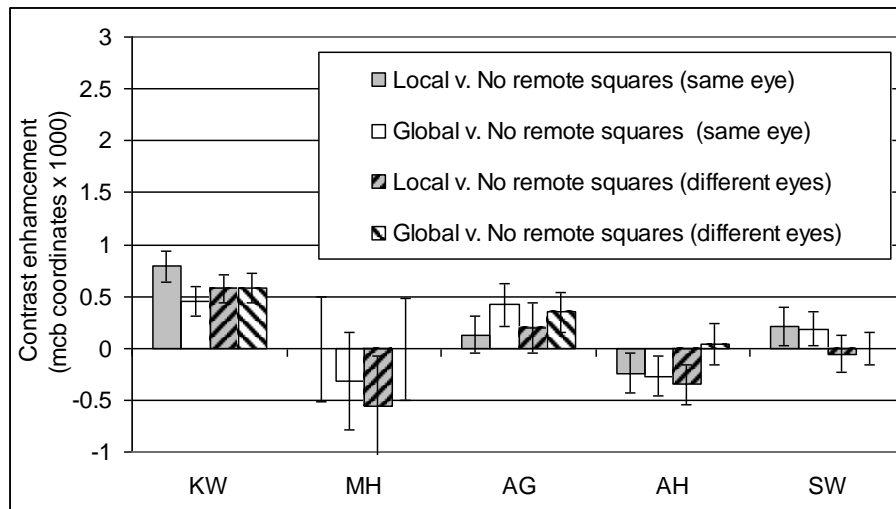 3
2.5
2
1.5
1
0.5
0
-0.5
-1
Contrast enhamcement
(mcb coordinates x 1000)
Local v. No remote squares (same eye)
Global v. No remote squares (same eye)
Local v. No remote squares (different eyes)
Global v. No remote squares (different eyes)
KW MH AG AH SW